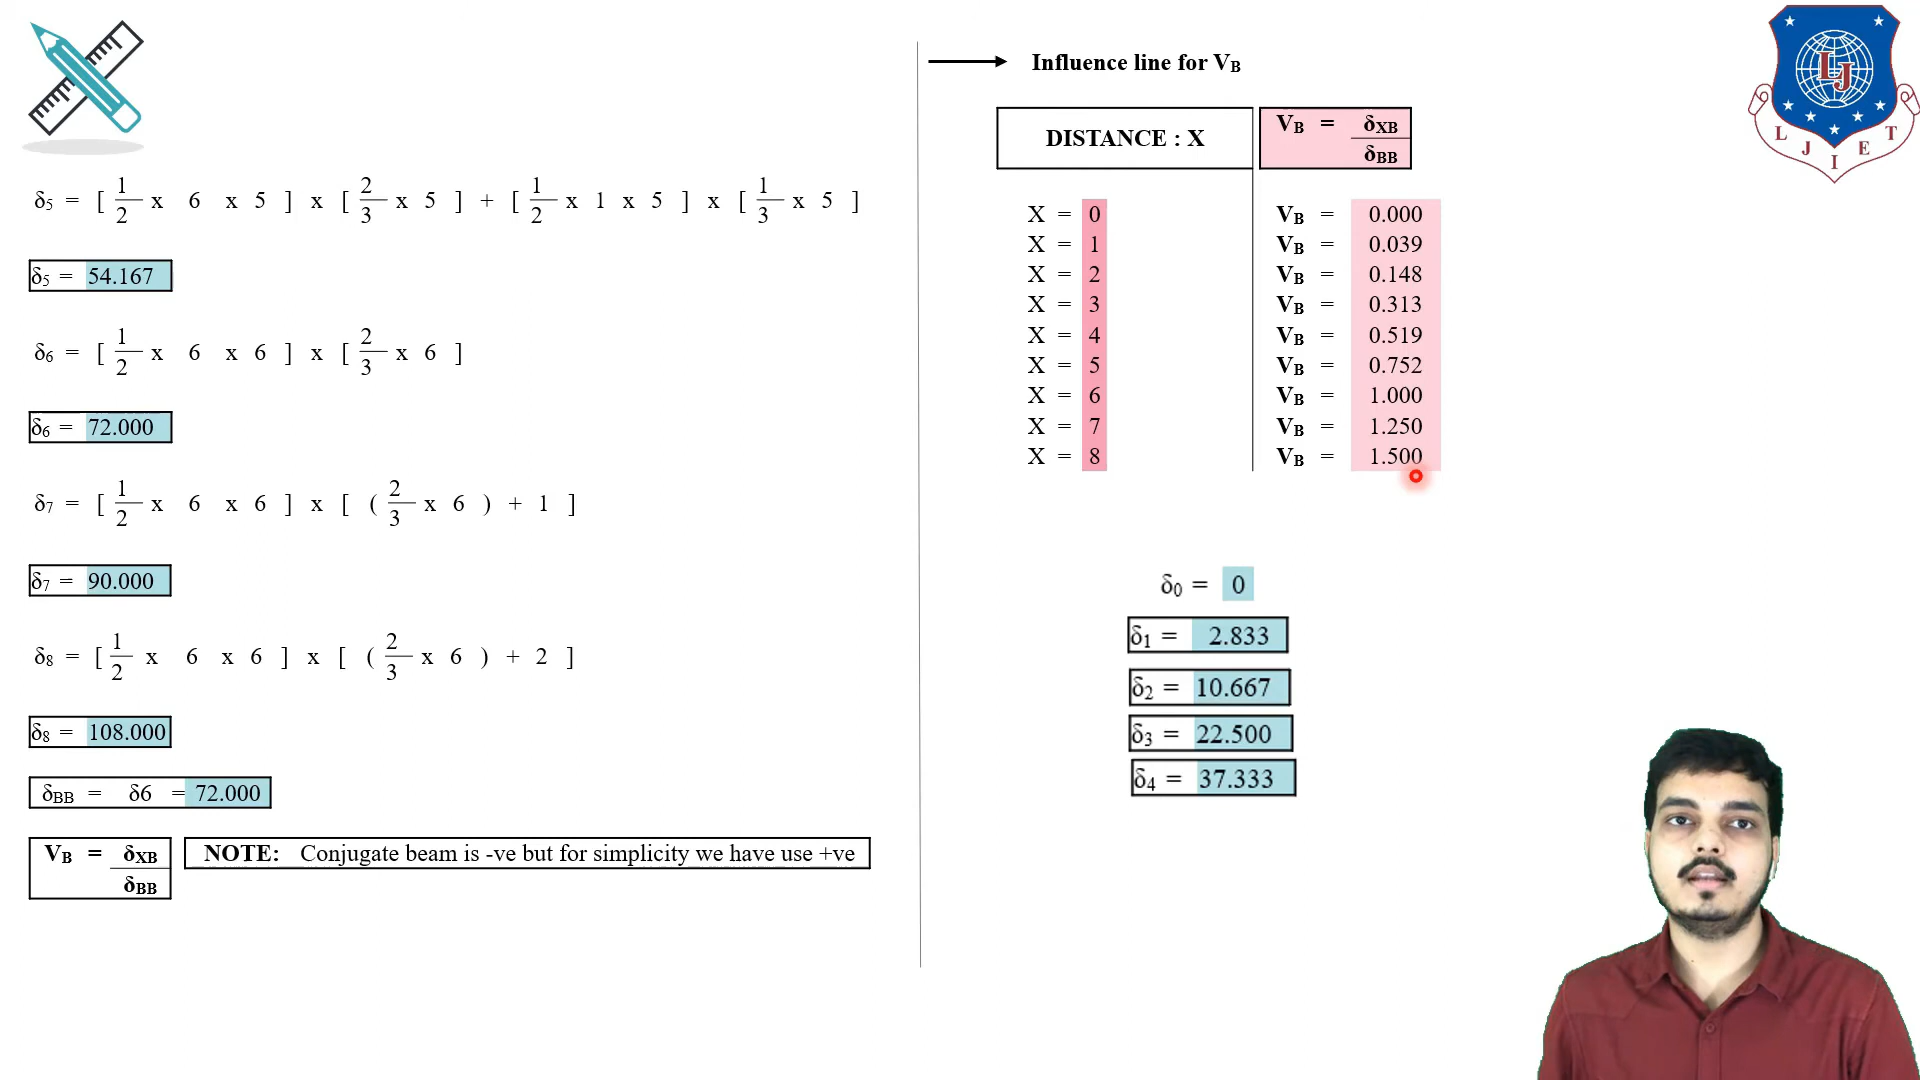 δ5 = [ 1/2 x 6 x 5 ] x [ 2/3 x 5 ] + [ 1/2 x 1 x 5 ] x [ 1/3 x 5 ]
δ5 = 54.167
δ6 = [ 1/2 x 6 x 6 ] x [ 2/3 x 6 ]
δ6 = 72.000
δ7 = [ 1/2 x 6 x 6 ] x [ ( 2/3 x 6 ) + 1 ]
δ7 = 90.000
δ8 = [ 1/2 x 6 x 6 ] x [ ( 2/3 x 6 ) + 2 ]
δ8 = 108.000
δBB = δ6 = 72.000
VB = δXB/δBB
NOTE: Conjugate beam is -ve but for simplicity we have use +ve
Influence line for VB
DISTANCE : X VB = δXB/δBB
X = 0 VB = 0.000
X = 1 VB = 0.039
X = 2 VB = 0.148
X = 3 VB = 0.313
X = 4 VB = 0.519
X = 5 VB = 0.752
X = 6 VB = 1.000
X = 7 VB = 1.250
X = 8 VB = 1.500
δ0 = 0
δ1 = 2.833
δ2 = 10.667
δ3 = 22.500
δ4 = 37.333
LJ
L J I E T